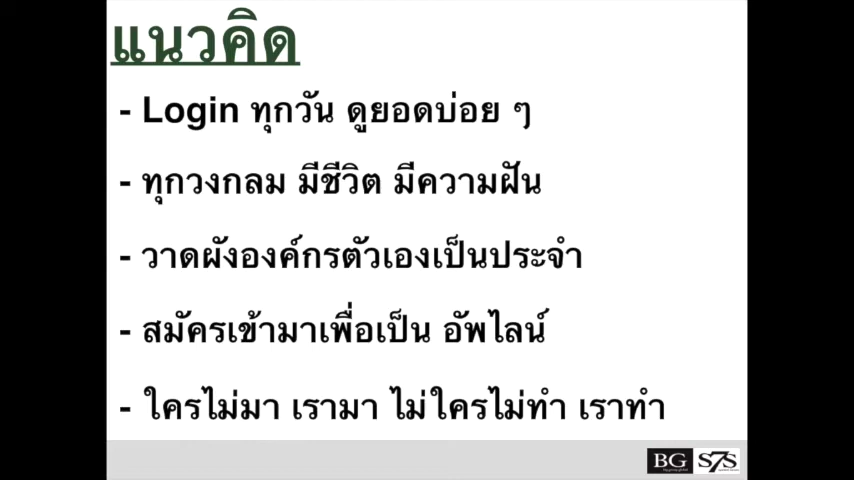 แนวคิด
- Login ทุกวัน ดูยอดบ่อย ๆ
- ทุกวงกลม มีชีวิต มีความฝัน
- วาดผังองค์กรตัวเองเป็นประจำ
- สมัครเข้ามาเพื่อเป็น อัพไลน์
- ใครไม่มา เรามา ไม่ใครไม่ทำ เราทำ
BG S7S